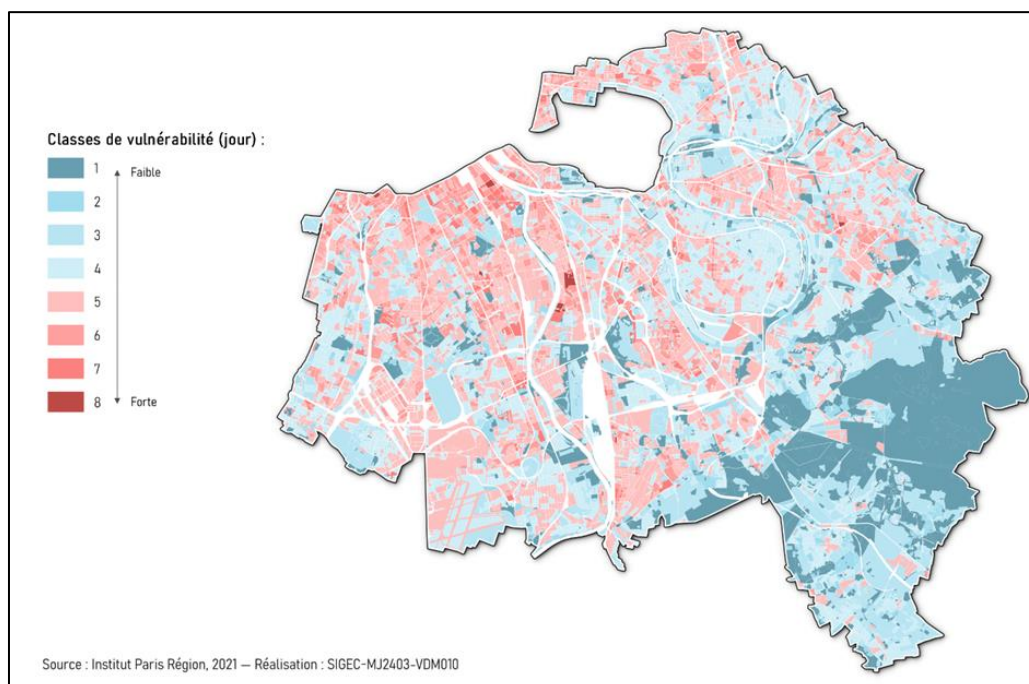 Classes de vulnérabilité (jour) :
1
Faible
2
3
4
5
6
7
8
Forte
Source : Institut Paris Région, 2021 — Réalisation : SIGEC-MJ2403-VDM010